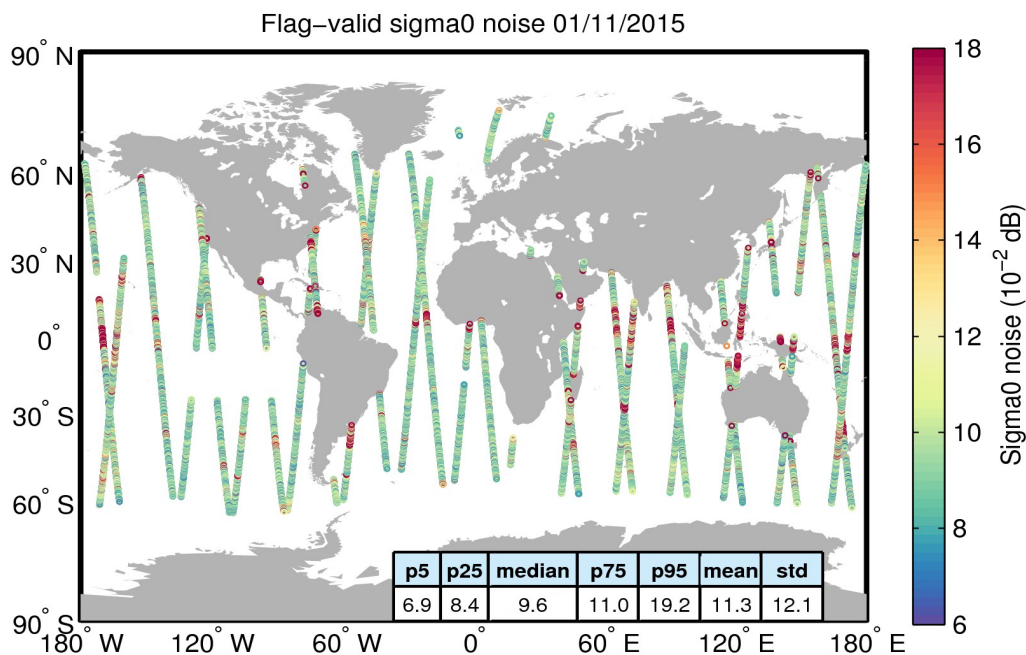 Flag−valid sigma0 noise 01/11/2015
90° N
60° N
30° N
0°
30° S
60° S
90° S
180° W
120° W
60° W
0°
60° E
120° E
180° E
p5 p25 median p75 p95 mean std
6.9 8.4 9.6 11.0 19.2 11.3 12.1
18
16
14
12
10
8
6
Sigma0 noise (10⁻² dB)